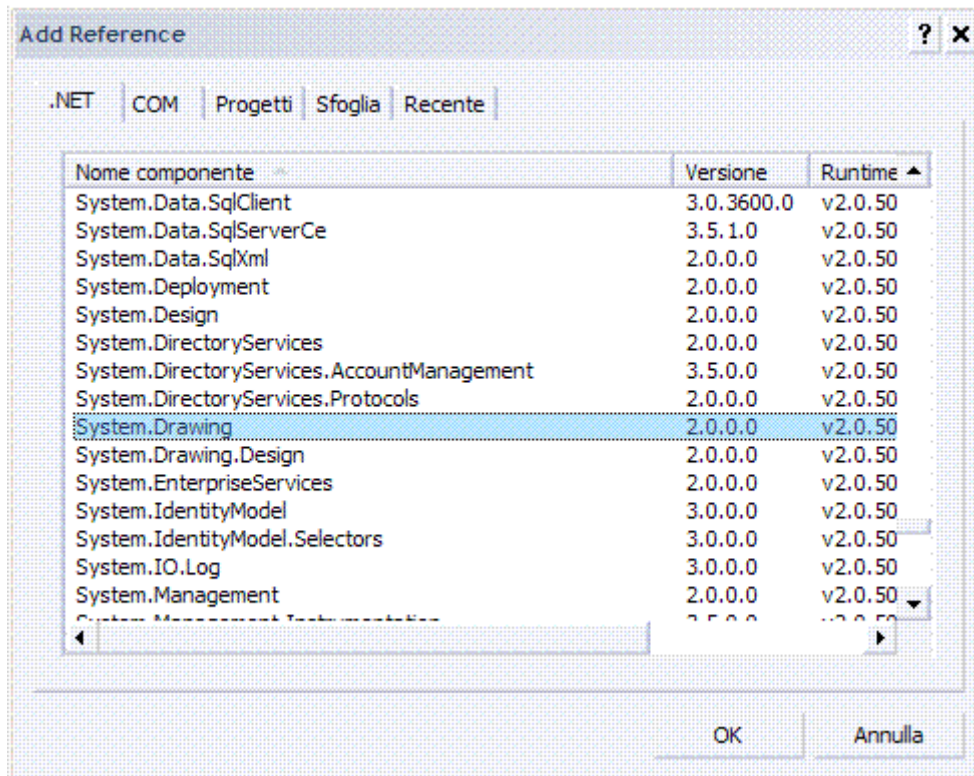 Add Reference ? x
.NET COM Progetti Sfoglia Recente
Nome componente Versione Runtime
System.Data.SqlClient 3.0.3600.0 v2.0.50
System.Data.SqlServerCe 3.5.1.0 v2.0.50
System.Data.SqlXml 2.0.0.0 v2.0.50
System.Deployment 2.0.0.0 v2.0.50
System.Design 2.0.0.0 v2.0.50
System.DirectoryServices 2.0.0.0 v2.0.50
System.DirectoryServices.AccountManagement 3.5.0.0 v2.0.50
System.DirectoryServices.Protocols 2.0.0.0 v2.0.50
System.Drawing 2.0.0.0 v2.0.50
System.Drawing.Design 2.0.0.0 v2.0.50
System.EnterpriseServices 2.0.0.0 v2.0.50
System.IdentityModel 3.0.0.0 v2.0.50
System.IdentityModel.Selectors 3.0.0.0 v2.0.50
System.IO.Log 3.0.0.0 v2.0.50
System.Management 2.0.0.0 v2.0.50
OK Annulla